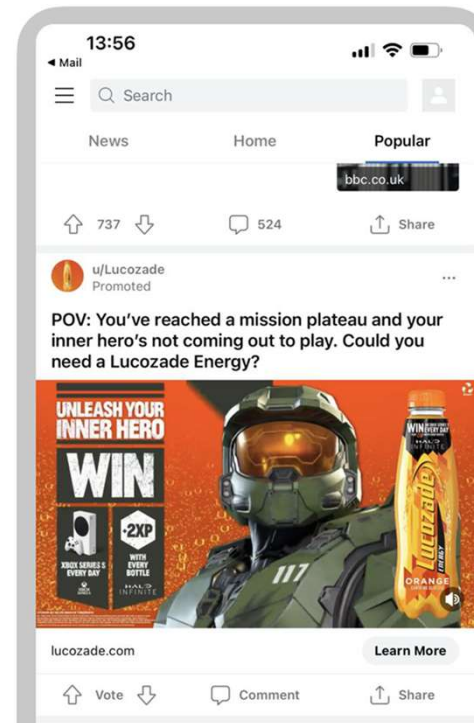 13:56
◄ Mail
Search
News Home Popular
bbc.co.uk
737 524 Share
u/Lucozade
Promoted
...
POV: You've reached a mission plateau and your
inner hero's not coming out to play. Could you
need a Lucozade Energy?
UNLEASH YOUR
INNER HERO
WIN
XBOX SERIES S
EVERY DAY
XBOX
+2XP
WITH
EVERY
BOTTLE
HALO
INFINITE
117
WIN
EVERY DAY
HALO
INFINITE
Lucozade
ENERGY
ORANGE
lucozade.com Learn More
Vote Comment Share